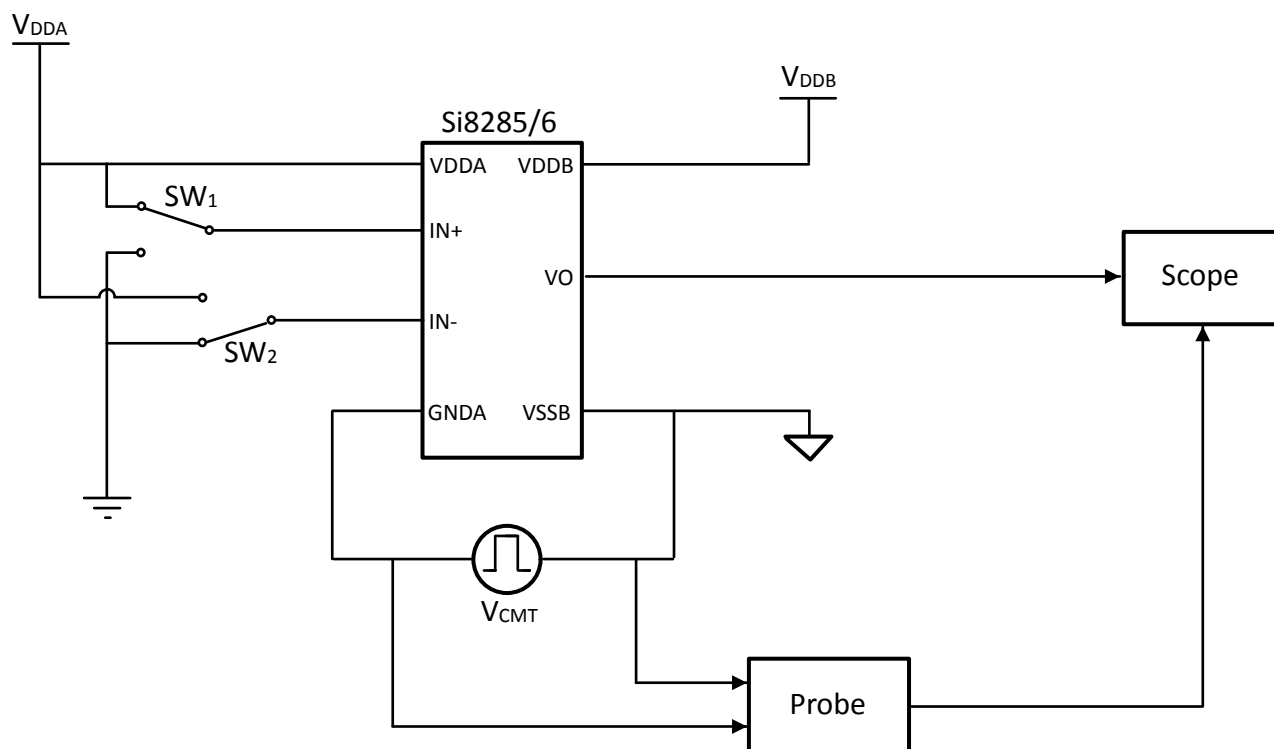 VDDA
VDDB
Si8285/6
VDDA VDDB
SW1
IN+
VO
Scope
IN-
SW2
GNDA VSSB
VCMT
Probe